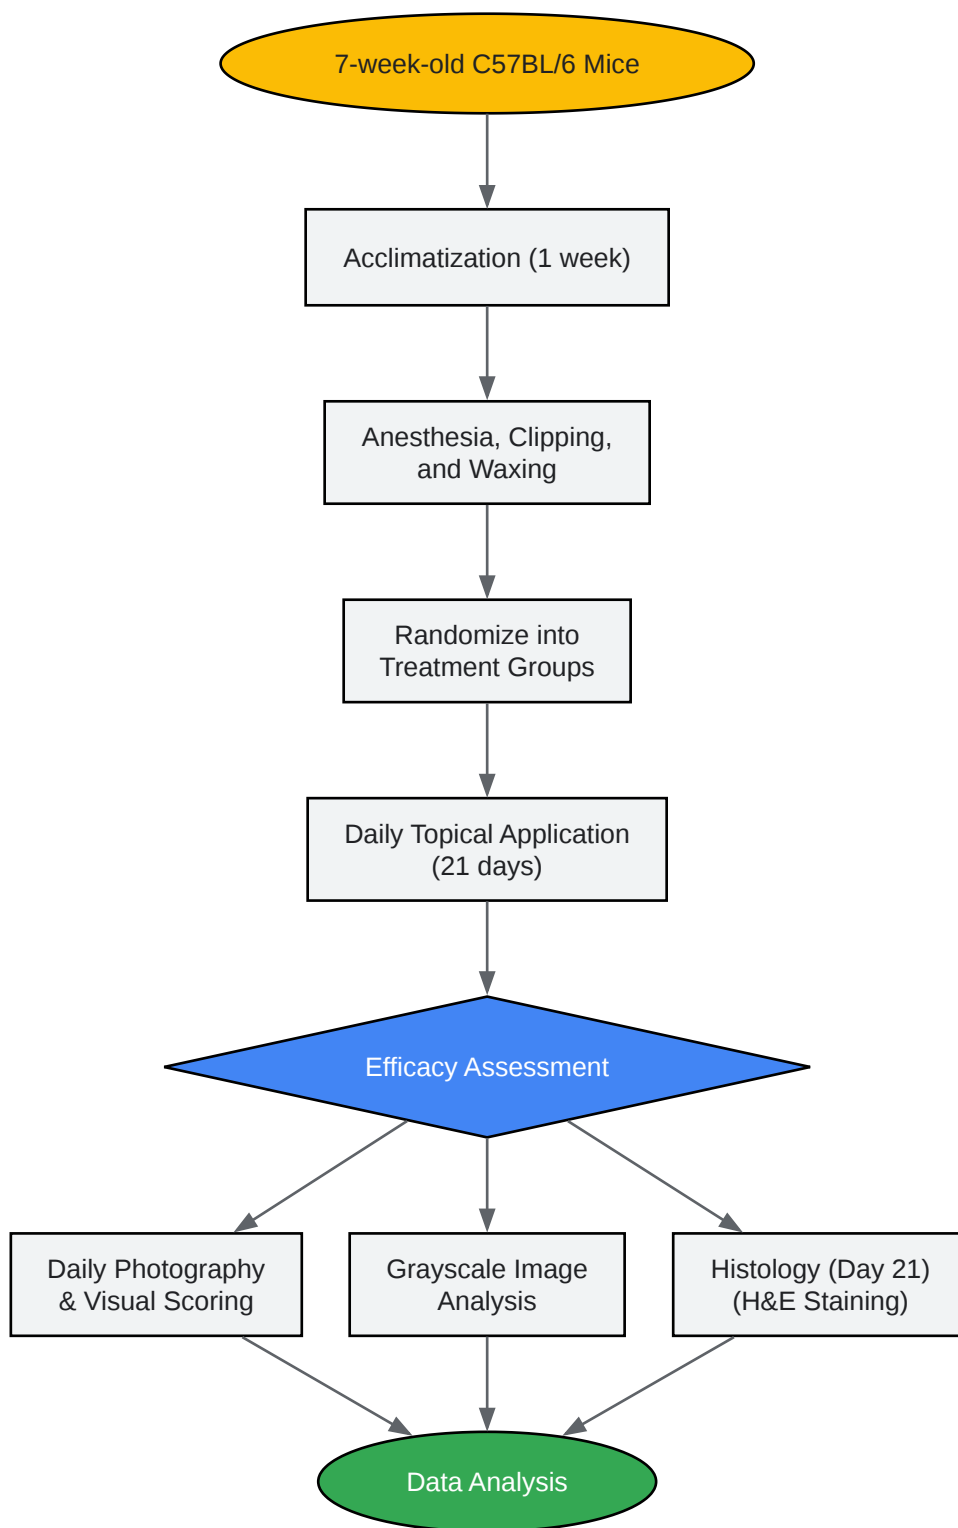 7-week-old C57BL/6 Mice
Acclimatization (1 week)
Anesthesia, Clipping,
and Waxing
Randomize into
Treatment Groups
Daily Topical Application
(21 days)
Efficacy Assessment
Daily Photography
& Visual Scoring
Grayscale Image
Analysis
Histology (Day 21)
(H&E Staining)
Data Analysis